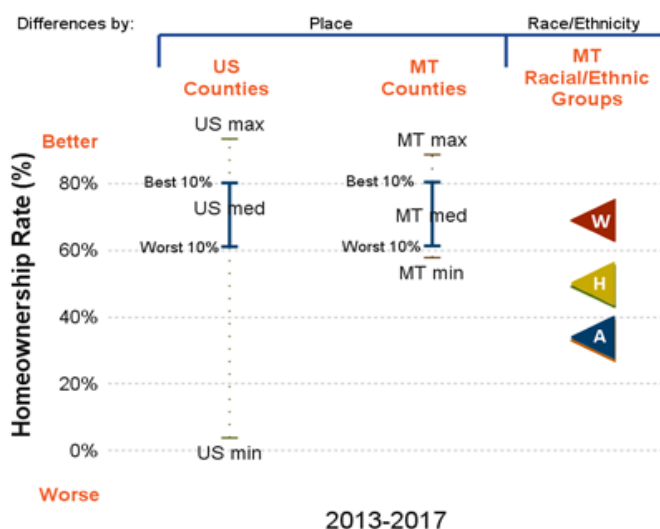 Differences by:
Place
Race/Ethnicity
US
Counties
MT
Counties
MT
Racial/Ethnic
Groups
Better
US max
MT max
Homeownership Rate (%)
80%
Best 10%
Best 10%
US med
MT med
W
60%
Worst 10%
Worst 10%
MT min
H
40%
A
20%
0%
US min
Worse
2013-2017